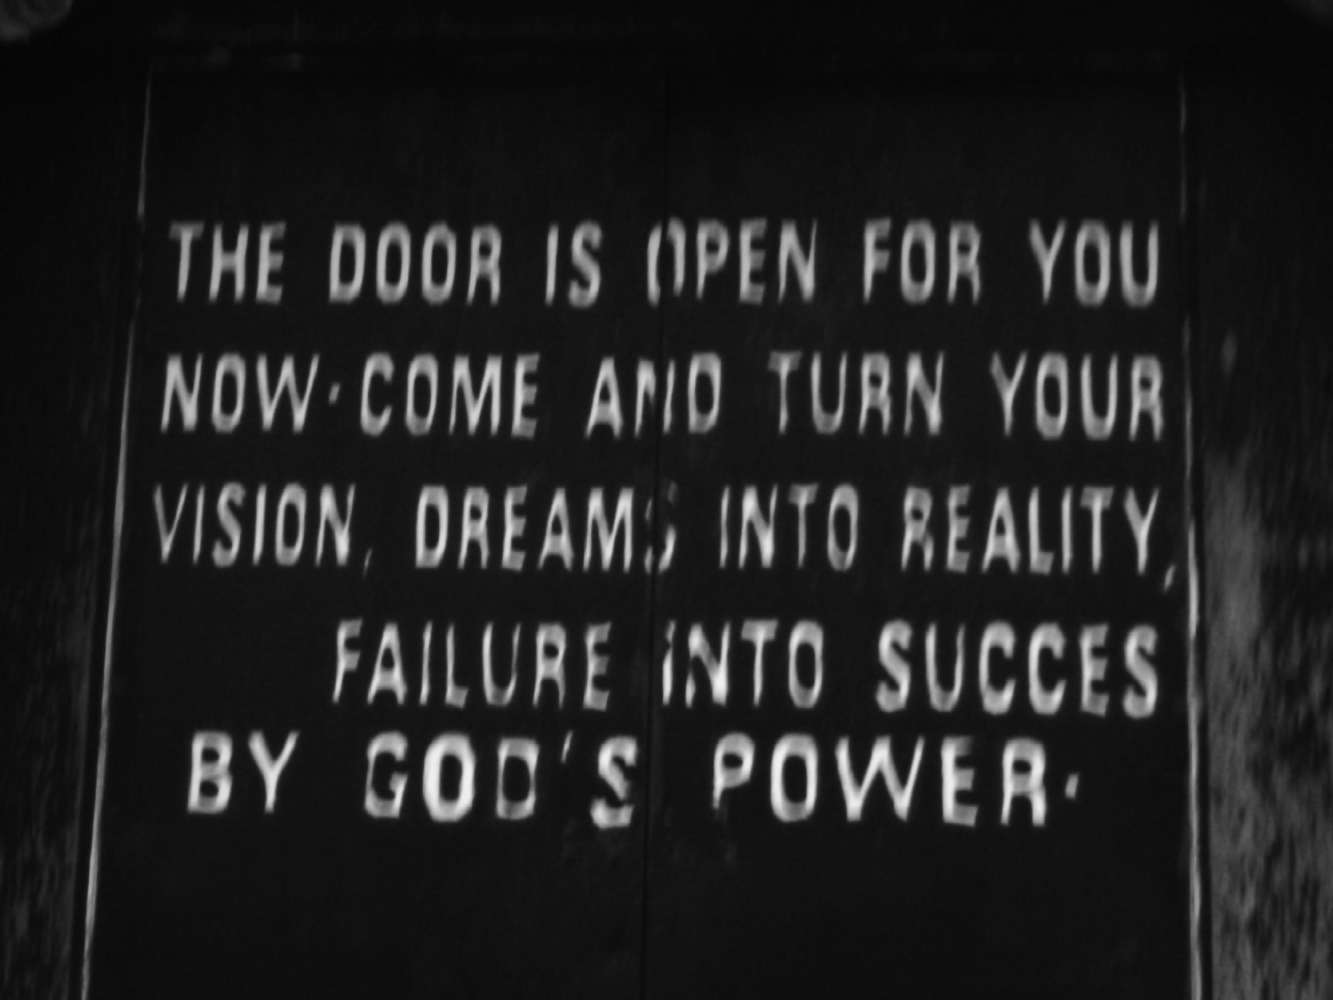 THE DOOR IS OPEN FOR YOU
NOW·COME AND TURN YOUR
VISION, DREAMS INTO REALITY,
FAILURE INTO SUCCES
BY GOD'S POWER·